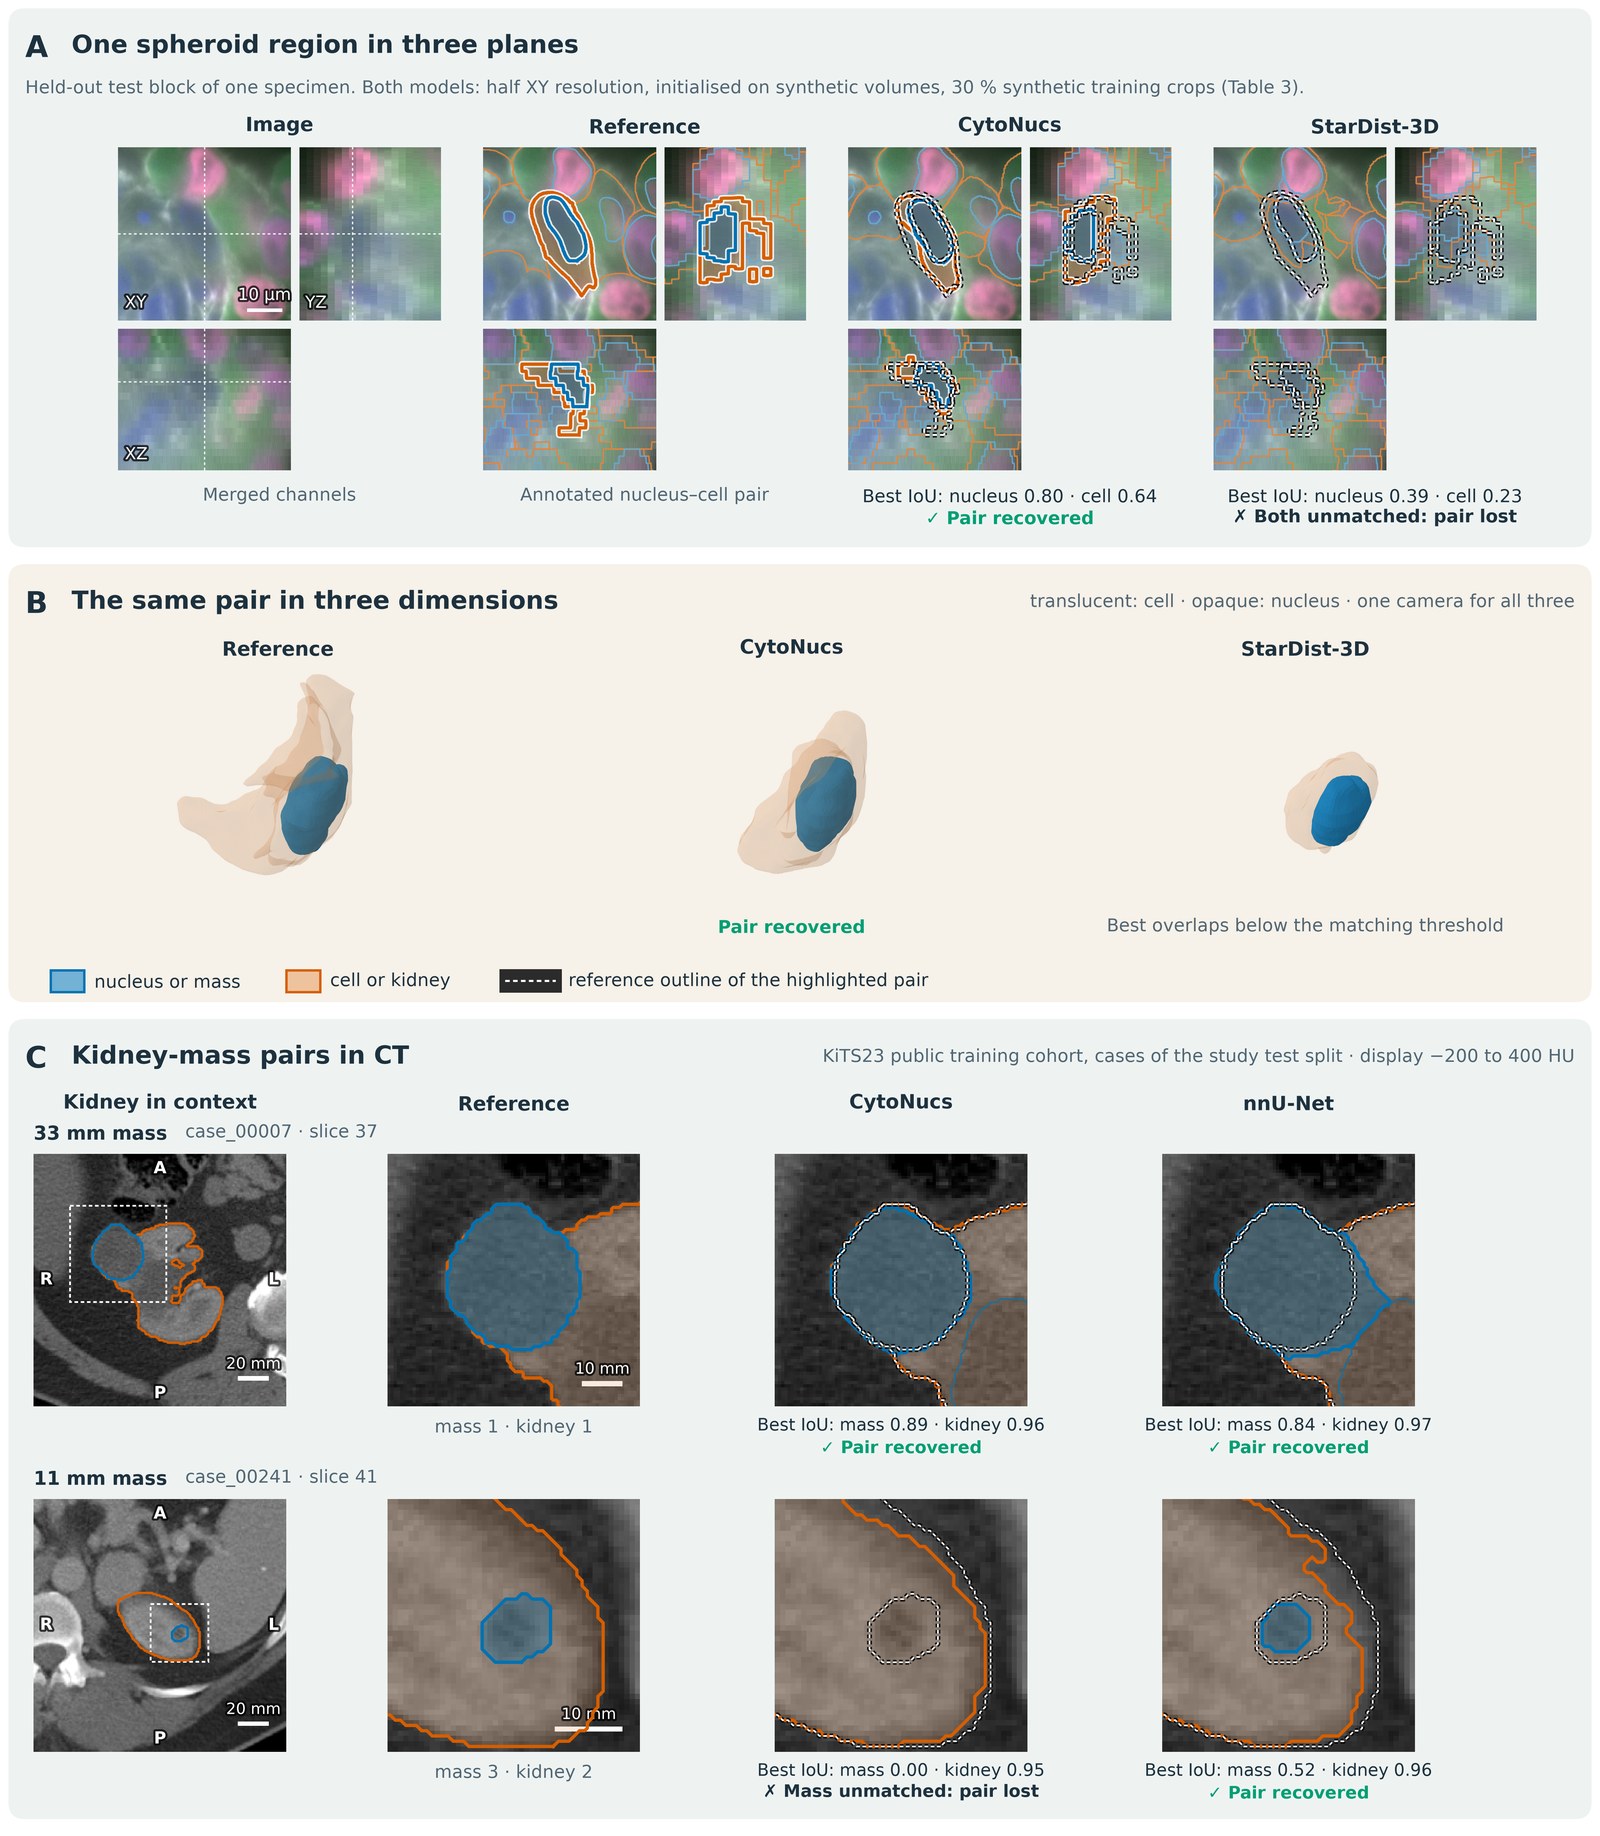 A One spheroid region in three planes
Held-out test block of one specimen. Both models: half XY resolution, initialised on synthetic volumes, 30 % synthetic training crops (Table 3).
Image Reference CytoNucs StarDist-3D
XY 10 µm YZ
XZ
Merged channels Annotated nucleus–cell pair Best IoU: nucleus 0.80 · cell 0.64 Best IoU: nucleus 0.39 · cell 0.23
✓ Pair recovered ✗ Both unmatched: pair lost
B The same pair in three dimensions translucent: cell · opaque: nucleus · one camera for all three
Reference CytoNucs StarDist-3D
Pair recovered Best overlaps below the matching threshold
nucleus or mass cell or kidney reference outline of the highlighted pair
C Kidney-mass pairs in CT KiTS23 public training cohort, cases of the study test split · display −200 to 400 HU
Kidney in context Reference CytoNucs nnU-Net
33 mm mass case_00007 · slice 37
A
R L
20 mm 10 mm
P
mass 1 · kidney 1 Best IoU: mass 0.89 · kidney 0.96 Best IoU: mass 0.84 · kidney 0.97
✓ Pair recovered ✓ Pair recovered
11 mm mass case_00241 · slice 41
A
R L
20 mm 10 mm
P
mass 3 · kidney 2 Best IoU: mass 0.00 · kidney 0.95 Best IoU: mass 0.52 · kidney 0.96
✗ Mass unmatched: pair lost ✓ Pair recovered